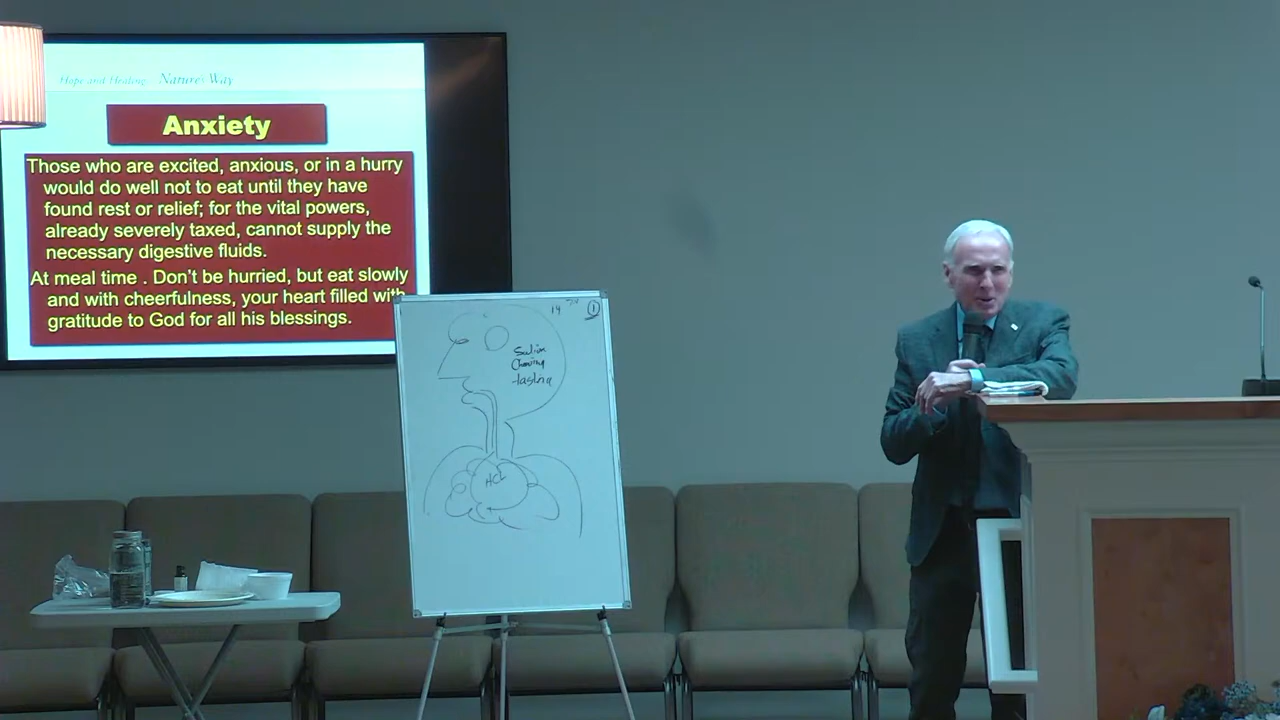 Hope and Healing Nature's Way
Anxiety
Those who are excited, anxious, or in a hurry
would do well not to eat until they have
found rest or relief; for the vital powers,
already severely taxed, cannot supply the
necessary digestive fluids.
At meal time . Don't be hurried, but eat slowly
and with cheerfulness, your heart filled with
gratitude to God for all his blessings.
14
1
Chewing
HCL